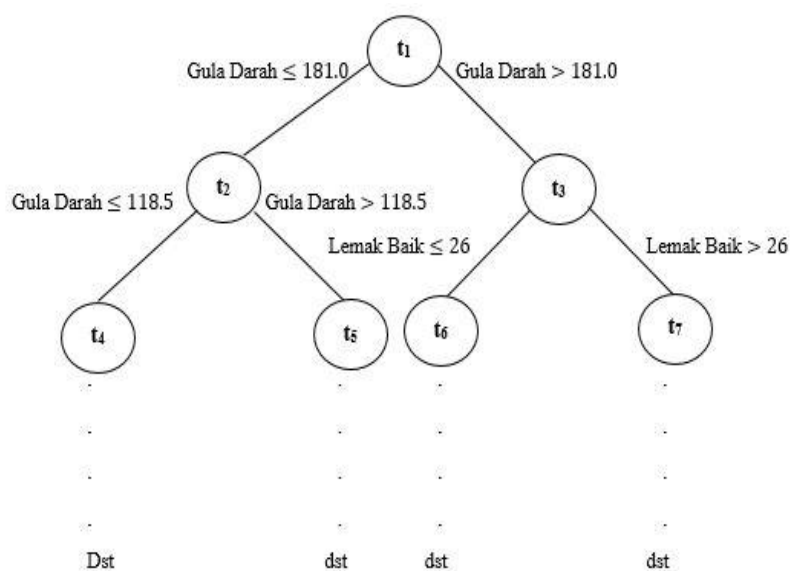 t₁
Gula Darah ≤ 181.0
Gula Darah > 181.0
t₂
t₃
Gula Darah ≤ 118.5
Gula Darah > 118.5
Lemak Baik ≤ 26
Lemak Baik > 26
t₄
t₅
t₆
t₇
Dst
dst
dst
dst